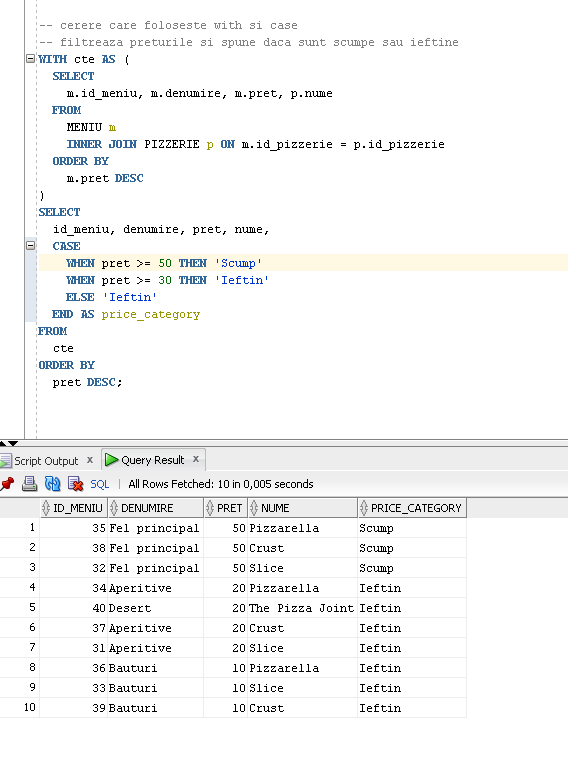 -- cerere care foloseste with si case
-- filtreaza preturile si spune daca sunt scumpe sau ieftine
WITH cte AS (
  SELECT
    m.id_meniu, m.denumire, m.pret, p.nume
  FROM
    MENIU m
    INNER JOIN PIZZERIE p ON m.id_pizzerie = p.id_pizzerie
  ORDER BY
    m.pret DESC
)
SELECT
  id_meniu, denumire, pret, nume,
  CASE
    WHEN pret >= 50 THEN 'Scump'
    WHEN pret >= 30 THEN 'Ieftin'
    ELSE 'Ieftin'
  END AS price_category
FROM
  cte
ORDER BY
  pret DESC;
Script Output x Query Result x
SQL | All Rows Fetched: 10 in 0,005 seconds
ID_MENIU DENUMIRE PRET NUME PRICE_CATEGORY
1 35 Fel principal 50 Pizzarella Scump
2 38 Fel principal 50 Crust Scump
3 32 Fel principal 50 Slice Scump
4 34 Aperitive 20 Pizzarella Ieftin
5 40 Desert 20 The Pizza Joint Ieftin
6 37 Aperitive 20 Crust Ieftin
7 31 Aperitive 20 Slice Ieftin
8 36 Bauturi 10 Pizzarella Ieftin
9 33 Bauturi 10 Slice Ieftin
10 39 Bauturi 10 Crust Ieftin